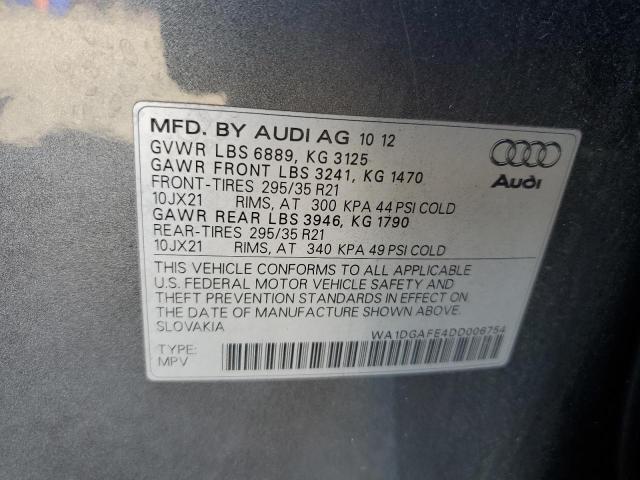 MFD. BY AUDI AG 10 12
GVWR LBS 6889, KG 3125
GAWR FRONT LBS 3241, KG 1470
FRONT-TIRES 295/35 R21
10JX21 RIMS, AT 300 KPA 44 PSI COLD
GAWR REAR LBS 3946, KG 1790
REAR-TIRES 295/35 R21
10JX21 RIMS, AT 340 KPA 49 PSI COLD
Audi
THIS VEHICLE CONFORMS TO ALL APPLICABLE
U.S. FEDERAL MOTOR VEHICLE SAFETY AND
THEFT PREVENTION STANDARDS IN EFFECT ON
THE DATE OF MANUFACTURE SHOWN ABOVE.
SLOVAKIA
WA1DGAFE4DD006754
TYPE:
MPV